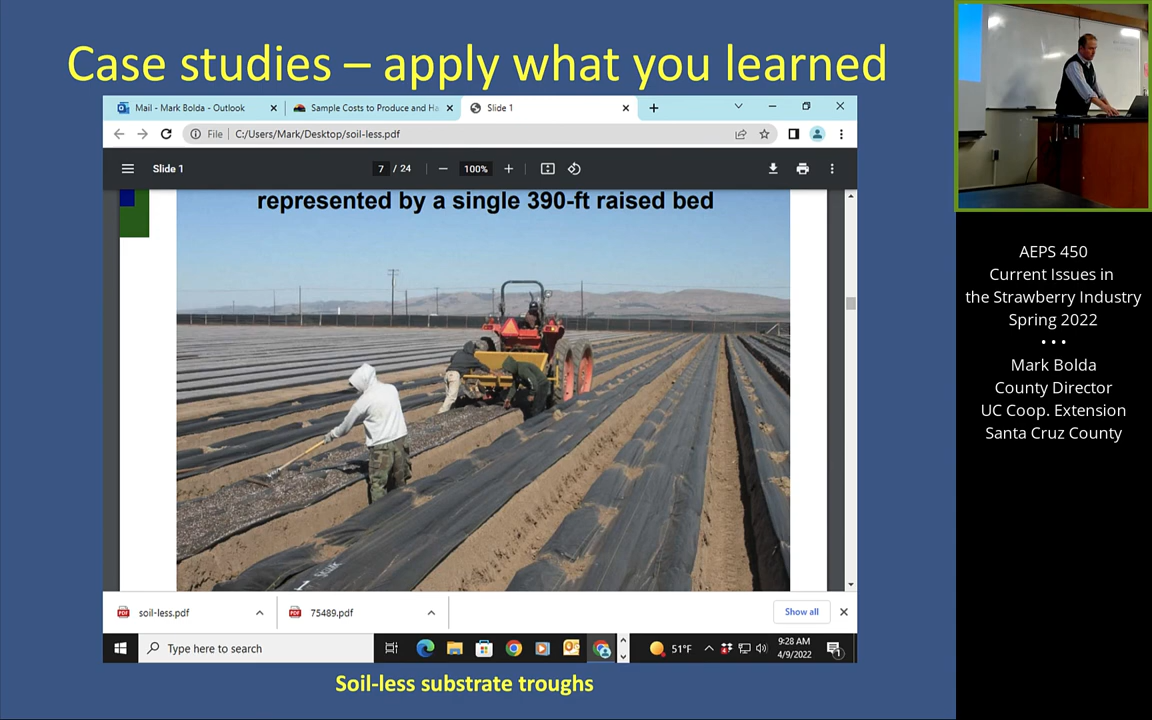 Case studies – apply what you learned
Mail - Mark Bolda - Outlook
Sample Costs to Produce and Ha
Slide 1
File
C:/Users/Mark/Desktop/soil-less.pdf
Slide 1
7 / 24
100%
represented by a single 390-ft raised bed
soil-less.pdf
75489.pdf
Show all
Type here to search
51°F
9:28 AM
4/9/2022
1
Soil-less substrate troughs
AEPS 450
Current Issues in
the Strawberry Industry
Spring 2022
• • •
Mark Bolda
County Director
UC Coop. Extension
Santa Cruz County